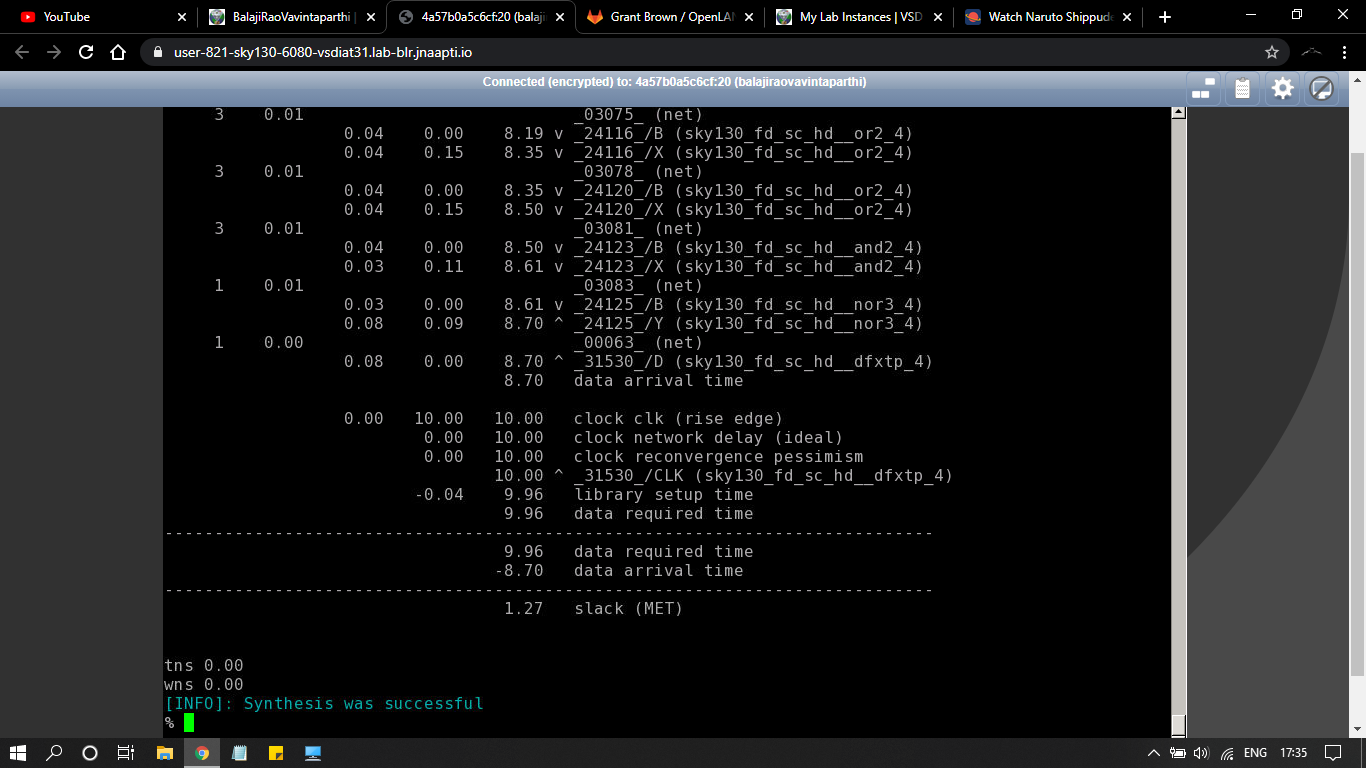 YouTube
BalajiRaoVavintaparthi |
4a57b0a5c6cf:20 (balaji
Grant Brown / OpenLAN
My Lab Instances | VSD
Watch Naruto Shippude
user-821-sky130-6080-vsdiat31.lab-blr.jnaapti.io
Connected (encrypted) to: 4a57b0a5c6cf:20 (balajiraovavintaparthi)
3 0.01 _03075_ (net)
0.04 0.00 8.19 v _24116_/B (sky130_fd_sc_hd__or2_4)
0.04 0.15 8.35 v _24116_/X (sky130_fd_sc_hd__or2_4)
3 0.01 _03078_ (net)
0.04 0.00 8.35 v _24120_/B (sky130_fd_sc_hd__or2_4)
0.04 0.15 8.50 v _24120_/X (sky130_fd_sc_hd__or2_4)
3 0.01 _03081_ (net)
0.04 0.00 8.50 v _24123_/B (sky130_fd_sc_hd__and2_4)
0.03 0.11 8.61 v _24123_/X (sky130_fd_sc_hd__and2_4)
1 0.01 _03083_ (net)
0.03 0.00 8.61 v _24125_/B (sky130_fd_sc_hd__nor3_4)
0.08 0.09 8.70 ^ _24125_/Y (sky130_fd_sc_hd__nor3_4)
1 0.00 _00063_ (net)
0.08 0.00 8.70 ^ _31530_/D (sky130_fd_sc_hd__dfxtp_4)
8.70 data arrival time
0.00 10.00 10.00 clock clk (rise edge)
0.00 10.00 clock network delay (ideal)
0.00 10.00 clock reconvergence pessimism
10.00 ^ _31530_/CLK (sky130_fd_sc_hd__dfxtp_4)
-0.04 9.96 library setup time
9.96 data required time
-----------------------------------------------------------------------------
9.96 data required time
-8.70 data arrival time
-----------------------------------------------------------------------------
1.27 slack (MET)
tns 0.00
wns 0.00
[INFO]: Synthesis was successful
%
ENG 17:35